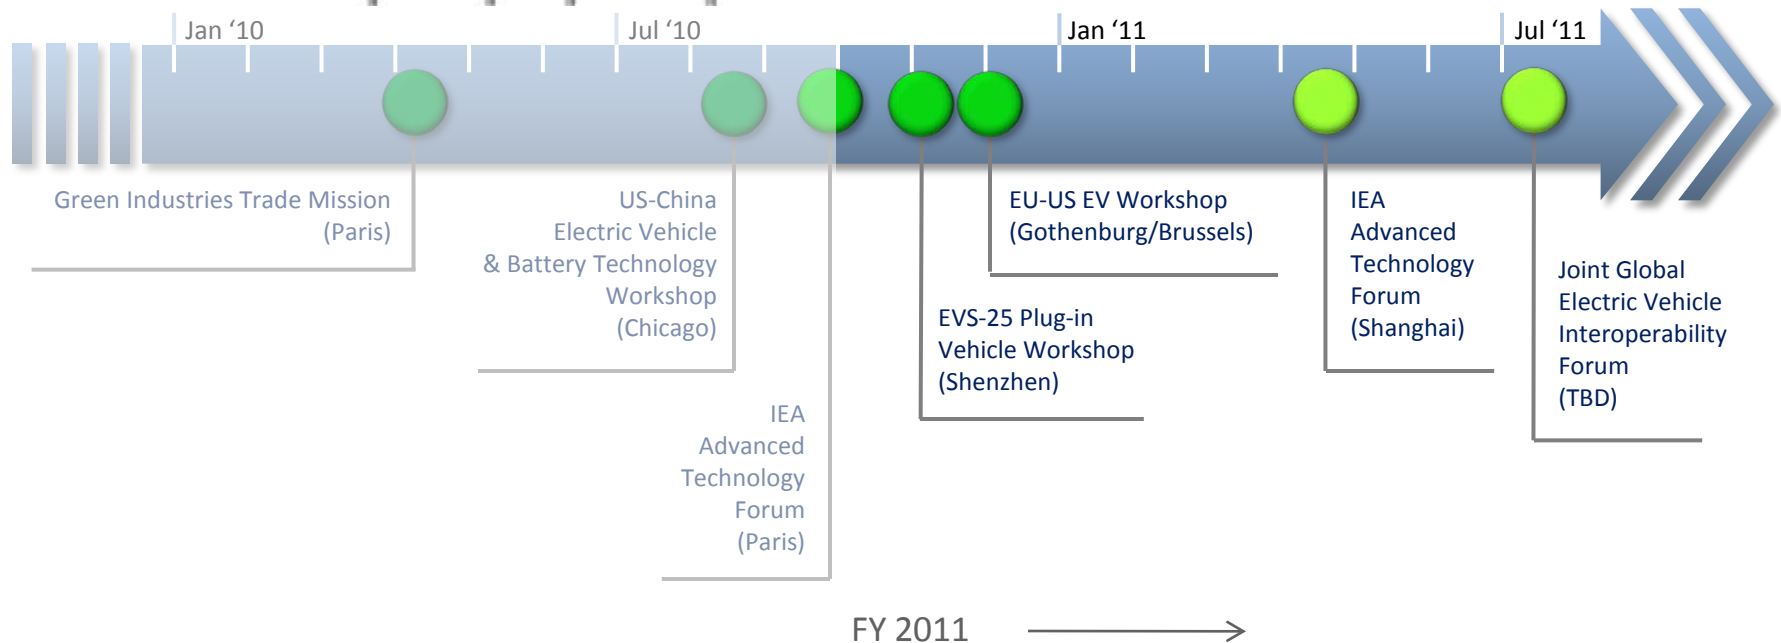 Jan ‘10
Jul ‘10
Jan ‘11
Jul ‘11
Green Industries Trade Mission
(Paris)
US-China
Electric Vehicle
& Battery Technology
Workshop
(Chicago)
IEA
Advanced
Technology
Forum
(Paris)
EVS-25 Plug-in
Vehicle Workshop
(Shenzhen)
EU-US EV Workshop
(Gothenburg/Brussels)
IEA
Advanced
Technology
Forum
(Shanghai)
Joint Global
Electric Vehicle
Interoperability
Forum
(TBD)
FY 2011